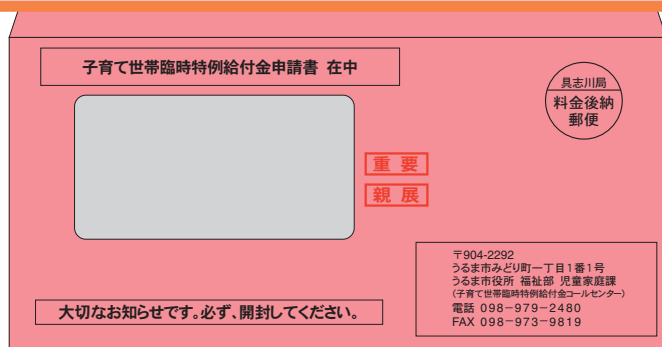 子育て世帯臨時特例給付金申請書 在中
具志川局
料金後納
郵便
重要
親展
〒904-2292
うるま市みどり町一丁目1番1号
うるま市役所 福祉部 児童家庭課
(子育て世帯臨時特例給付金コールセンター)
電話 098-979-2480
FAX 098-973-9819
大切なお知らせです。必ず、開封してください。